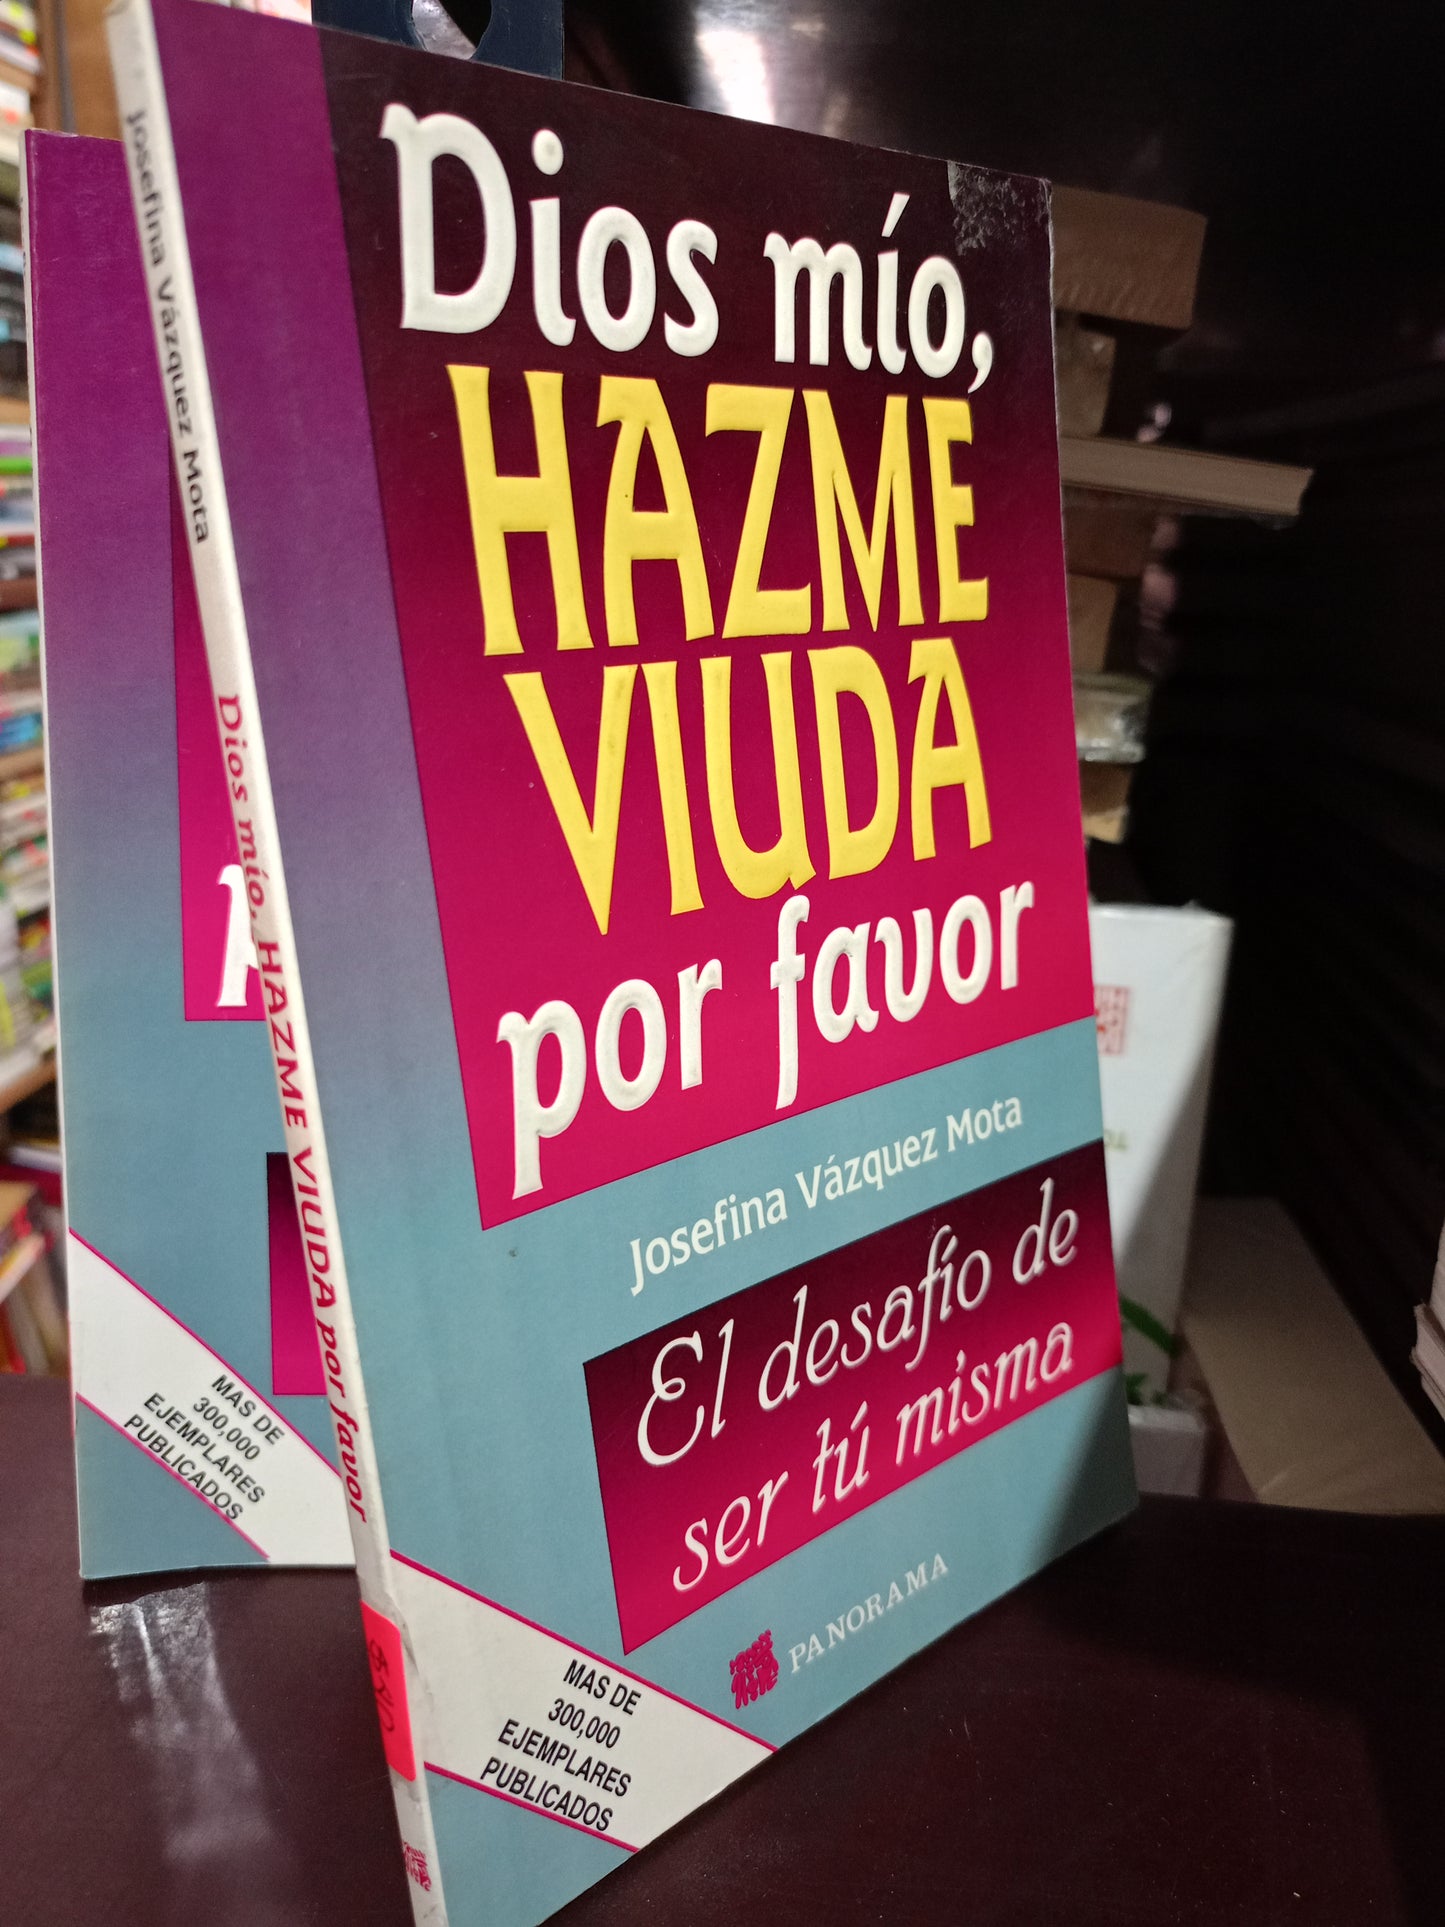 Dios mío,
HAZME
VIUDA
por favor
Josefina Vázquez Mota
El desafío de
ser tú misma
PANORAMA
MAS DE
300,000
EJEMPLARES
PUBLICADOS
Josefina Vázquez Mota
Dios mío, HAZME VIUDA por favor
MAS DE
300,000
EJEMPLARES
PUBLICADOS